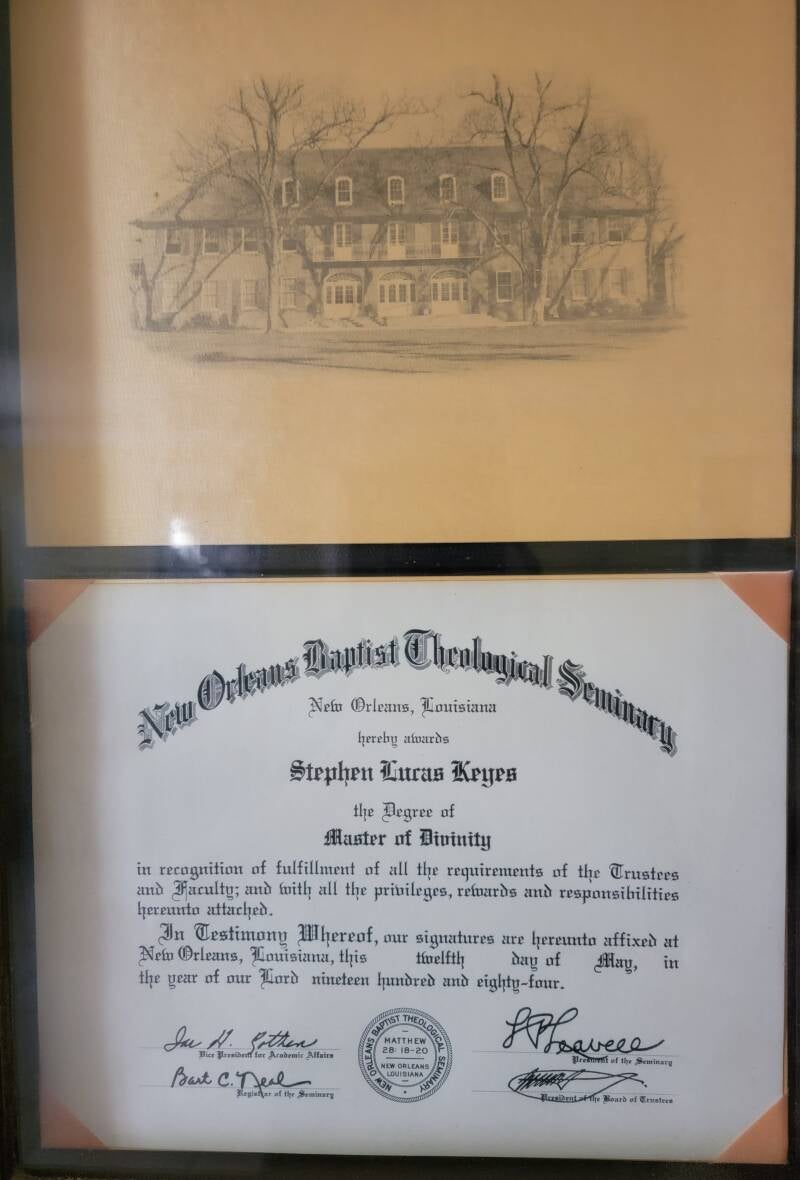 New Orleans Baptist Theological Seminary
New Orleans, Louisiana
hereby awards
Stephen Lucas Keyes
the Degree of
Master of Divinity
in recognition of fulfillment of all the requirements of the Trustees
and Faculty; and with all the privileges, rewards and responsibilities
hereunto attached.
In Testimony Whereof, our signatures are hereunto affixed at
New Orleans, Louisiana, this twelfth day of May, in
the year of our Lord nineteen hundred and eighty-four.
Vice President for Academic Affairs
Bart C. Neal
Registrar of the Seminary
NEW ORLEANS BAPTIST THEOLOGICAL SEMINARY
MATTHEW
28:18-20
NEW ORLEANS
LOUISIANA
President of the Seminary
President of the Board of Trustees